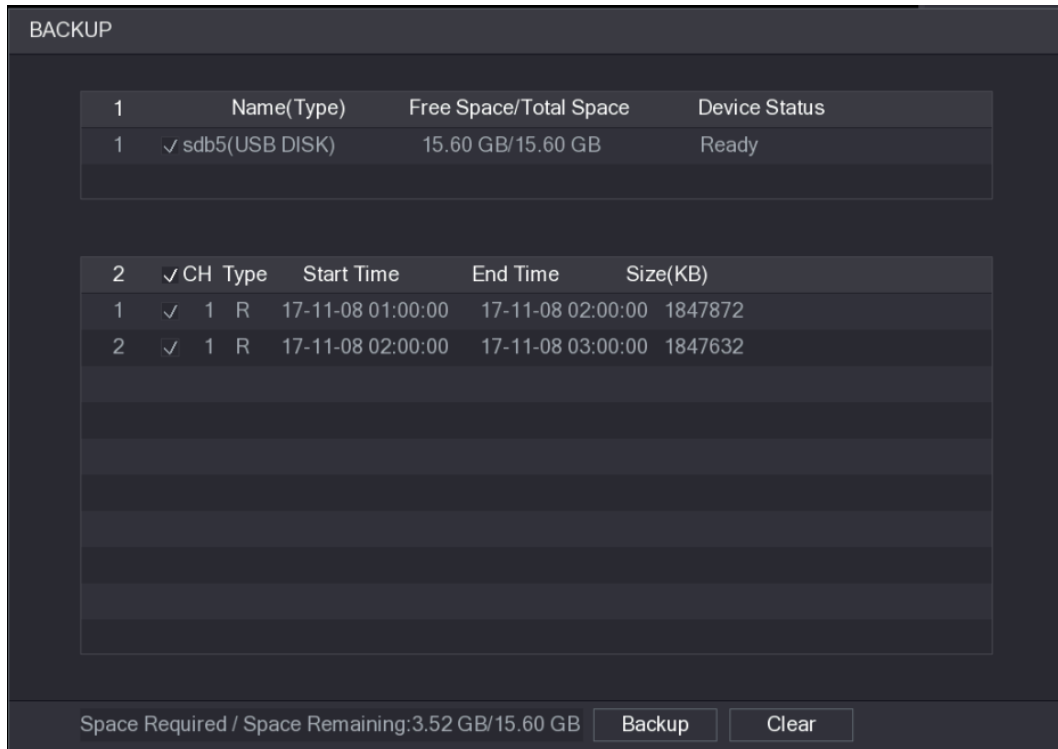 BACKUP
1 Name(Type) Free Space/Total Space Device Status
1 sdb5(USB DISK) 15.60 GB/15.60 GB Ready
2 CH Type Start Time End Time Size(KB)
1 1 R 17-11-08 01:00:00 17-11-08 02:00:00 1847872
2 1 R 17-11-08 02:00:00 17-11-08 03:00:00 1847632
Space Required / Space Remaining:3.52 GB/15.60 GB Backup Clear